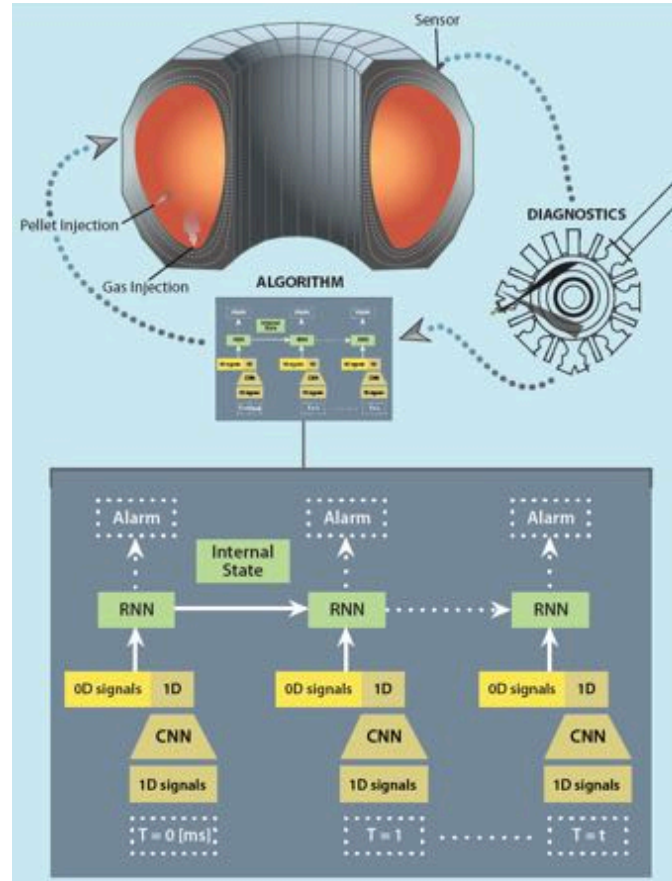 Sensor
Pellet Injection
Gas Injection
DIAGNOSTICS
ALGORITHM
Alarm
Alarm
Alarm
Internal
State
RNN
RNN
RNN
0D signals 1D
0D signals 1D
0D signals 1D
CNN
CNN
CNN
1D signals
1D signals
1D signals
T = 0 [ms]
T = 1
T = t